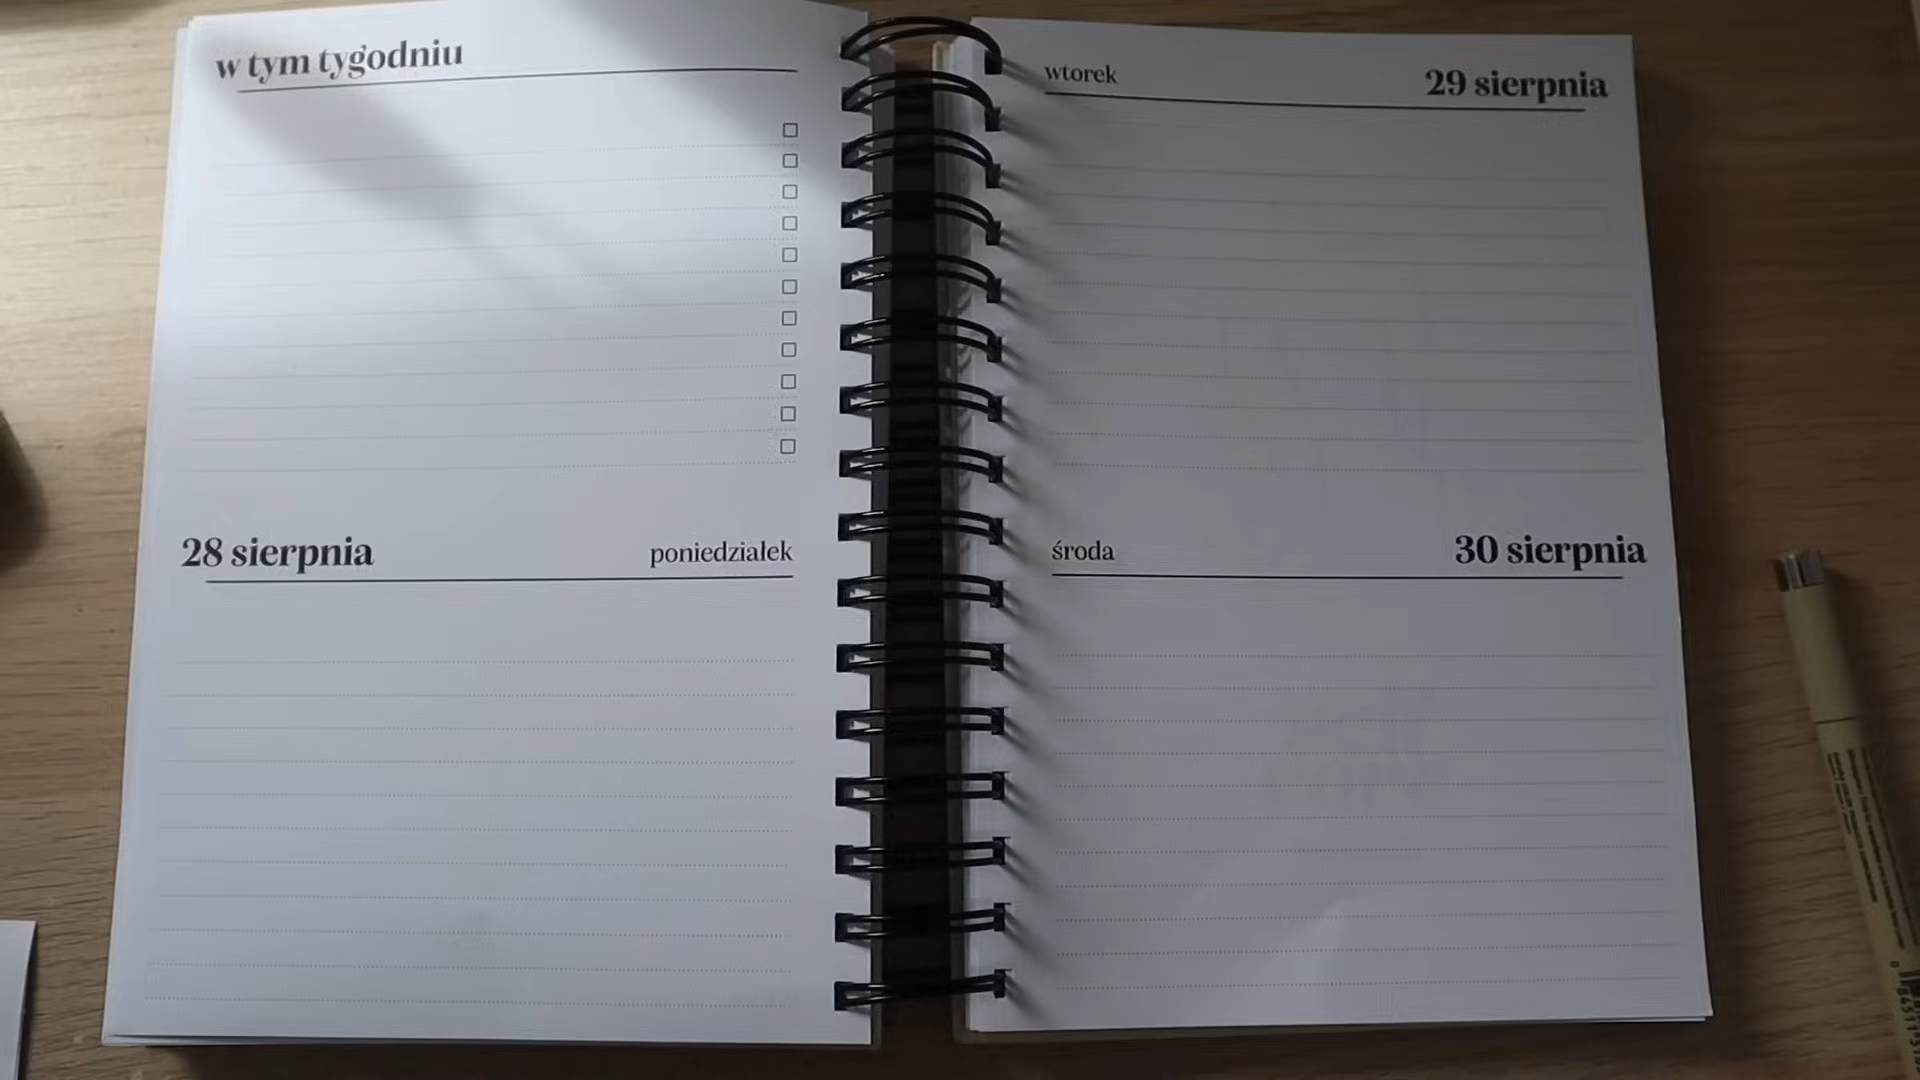 w tym tygodniu
28 sierpnia poniedziałek
wtorek 29 sierpnia
środa 30 sierpnia